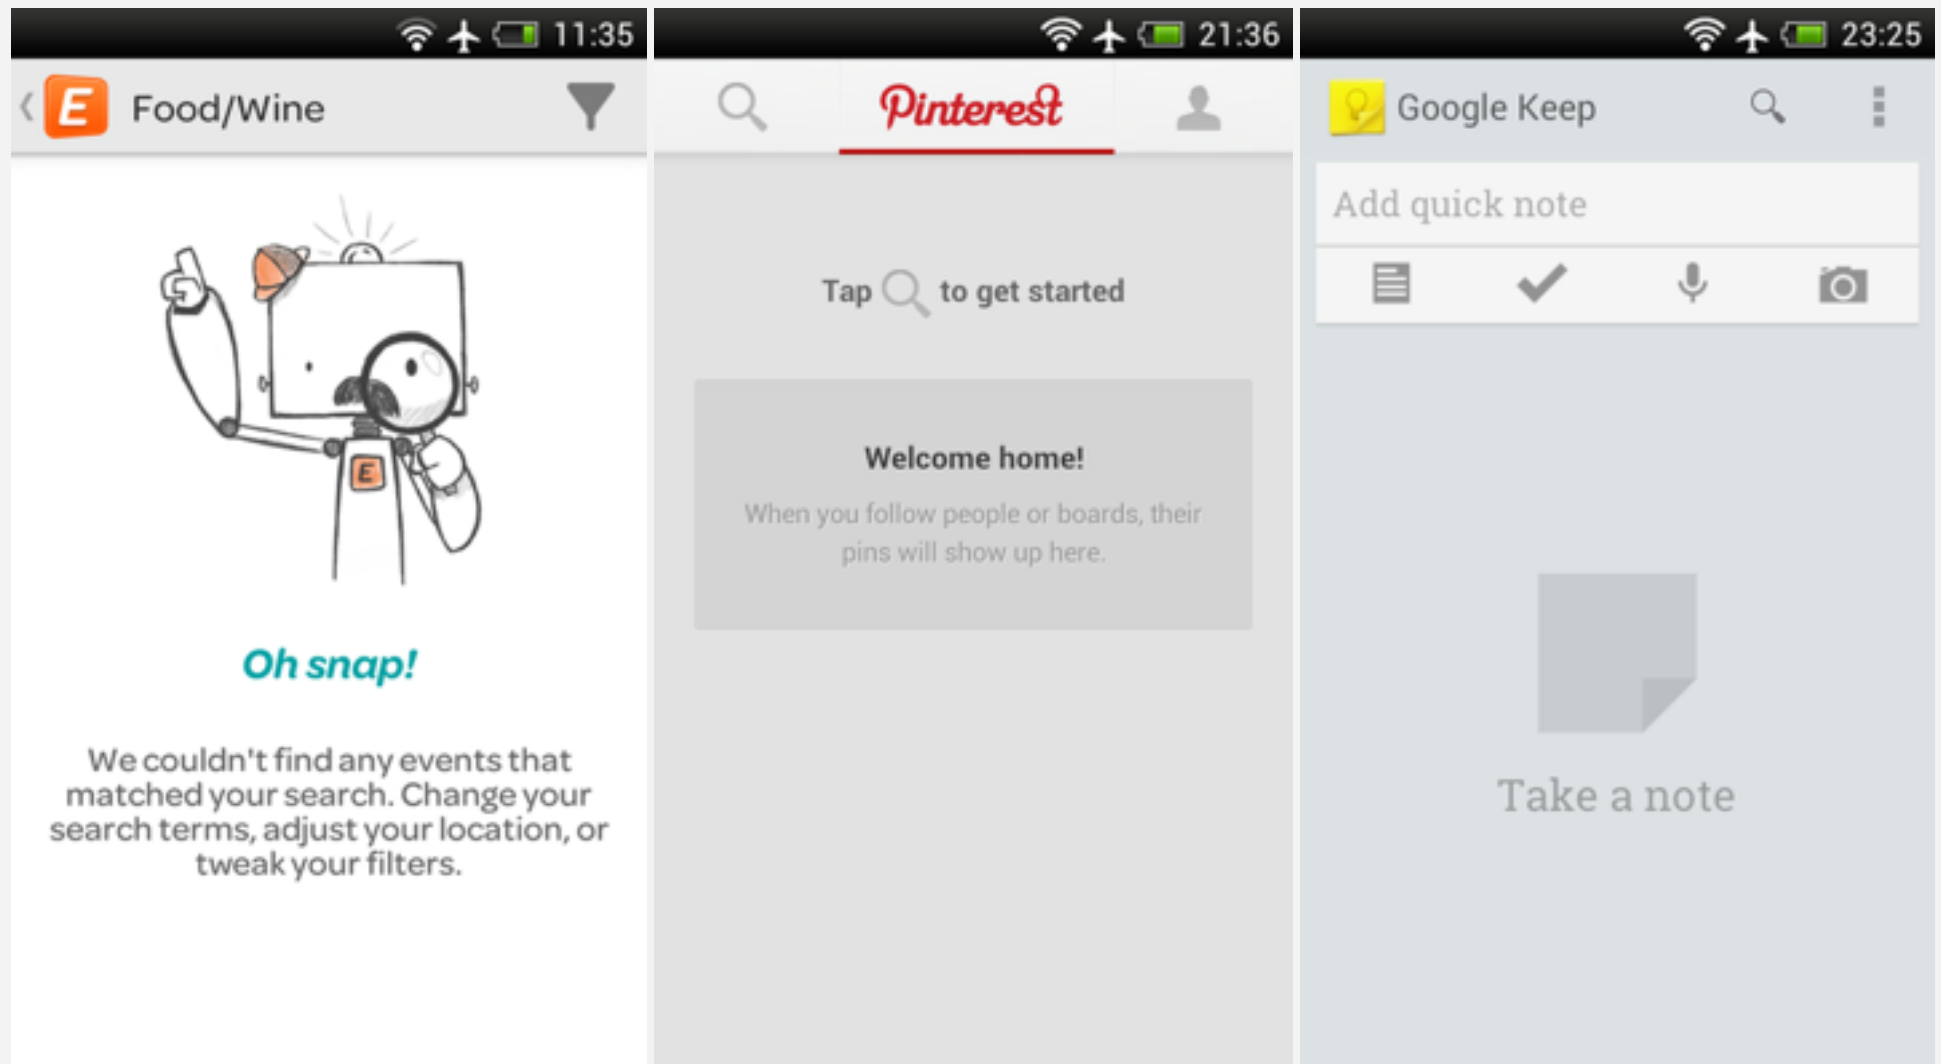 11:35
E Food/Wine
E
Oh snap!
We couldn't find any events that
matched your search. Change your
search terms, adjust your location, or
tweak your filters.
21:36
Pinterest
Tap to get started
Welcome home!
When you follow people or boards, their
pins will show up here.
23:25
Google Keep
Add quick note
Take a note